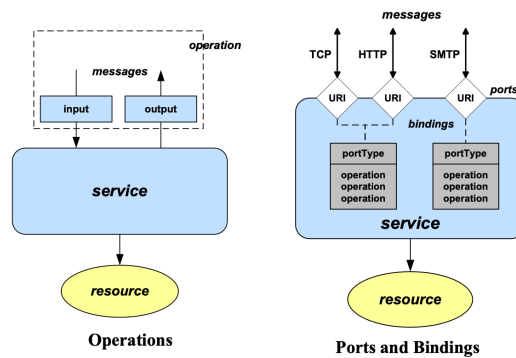 operation
messages
input
output
service
resource
Operations
messages
TCP
HTTP
SMTP
URI
URI
URI
ports
bindings
portType
operation
operation
operation
portType
operation
operation
operation
service
resource
Ports and Bindings